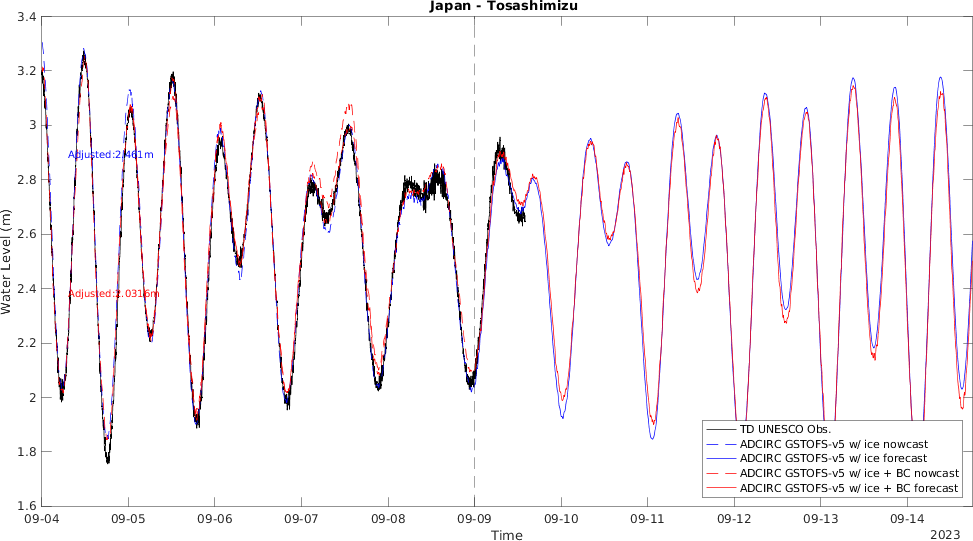 Japan - Tosashimizu
3.4
3.2
3
2.8
2.6
2.4
2.2
2
1.8
1.6
Water Level (m)
Adjusted:2.461m
Adjusted:2.0316m
TD UNESCO Obs.
ADCIRC GSTOFS-v5 w/ ice nowcast
ADCIRC GSTOFS-v5 w/ ice forecast
ADCIRC GSTOFS-v5 w/ ice + BC nowcast
ADCIRC GSTOFS-v5 w/ ice + BC forecast
09-04 09-05 09-06 09-07 09-08 09-09 09-10 09-11 09-12 09-13 09-14
Time
2023